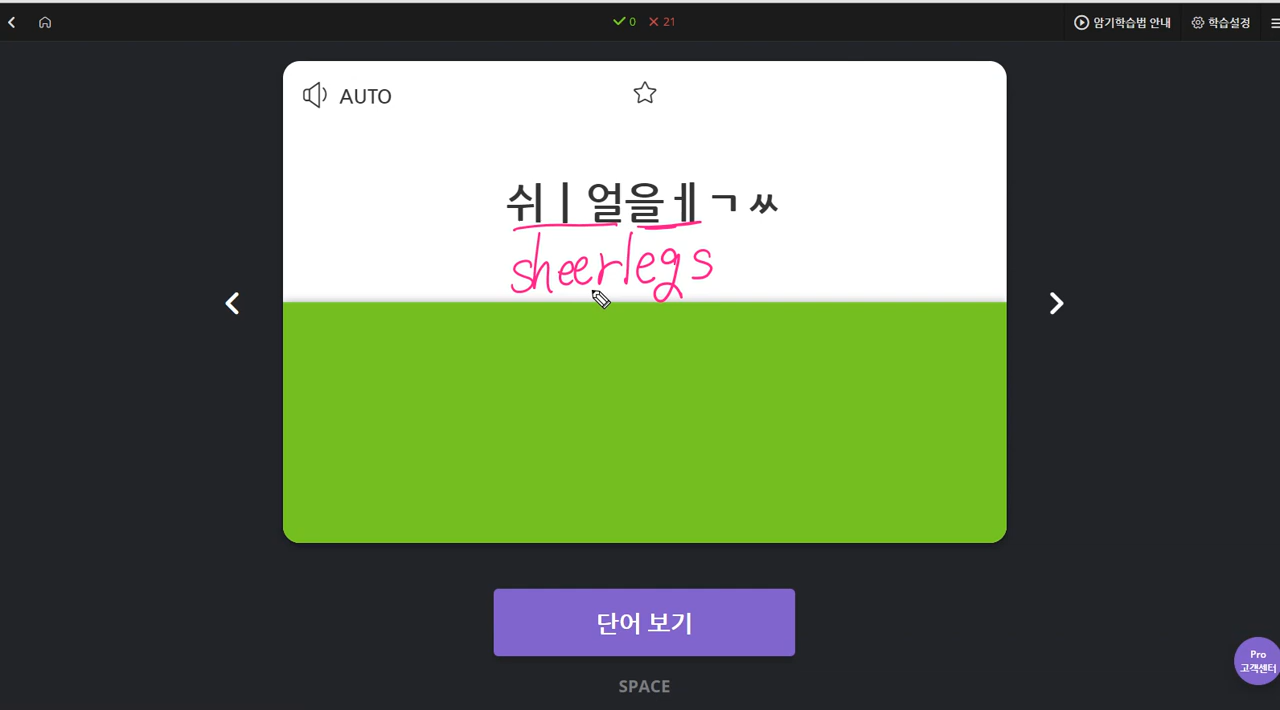 0 21 암기학습법 안내 학습설정
AUTO
쉬ㅣ얼을ㅔㄱㅆ
sheerlegs
단어 보기
SPACE
Pro
고객센터